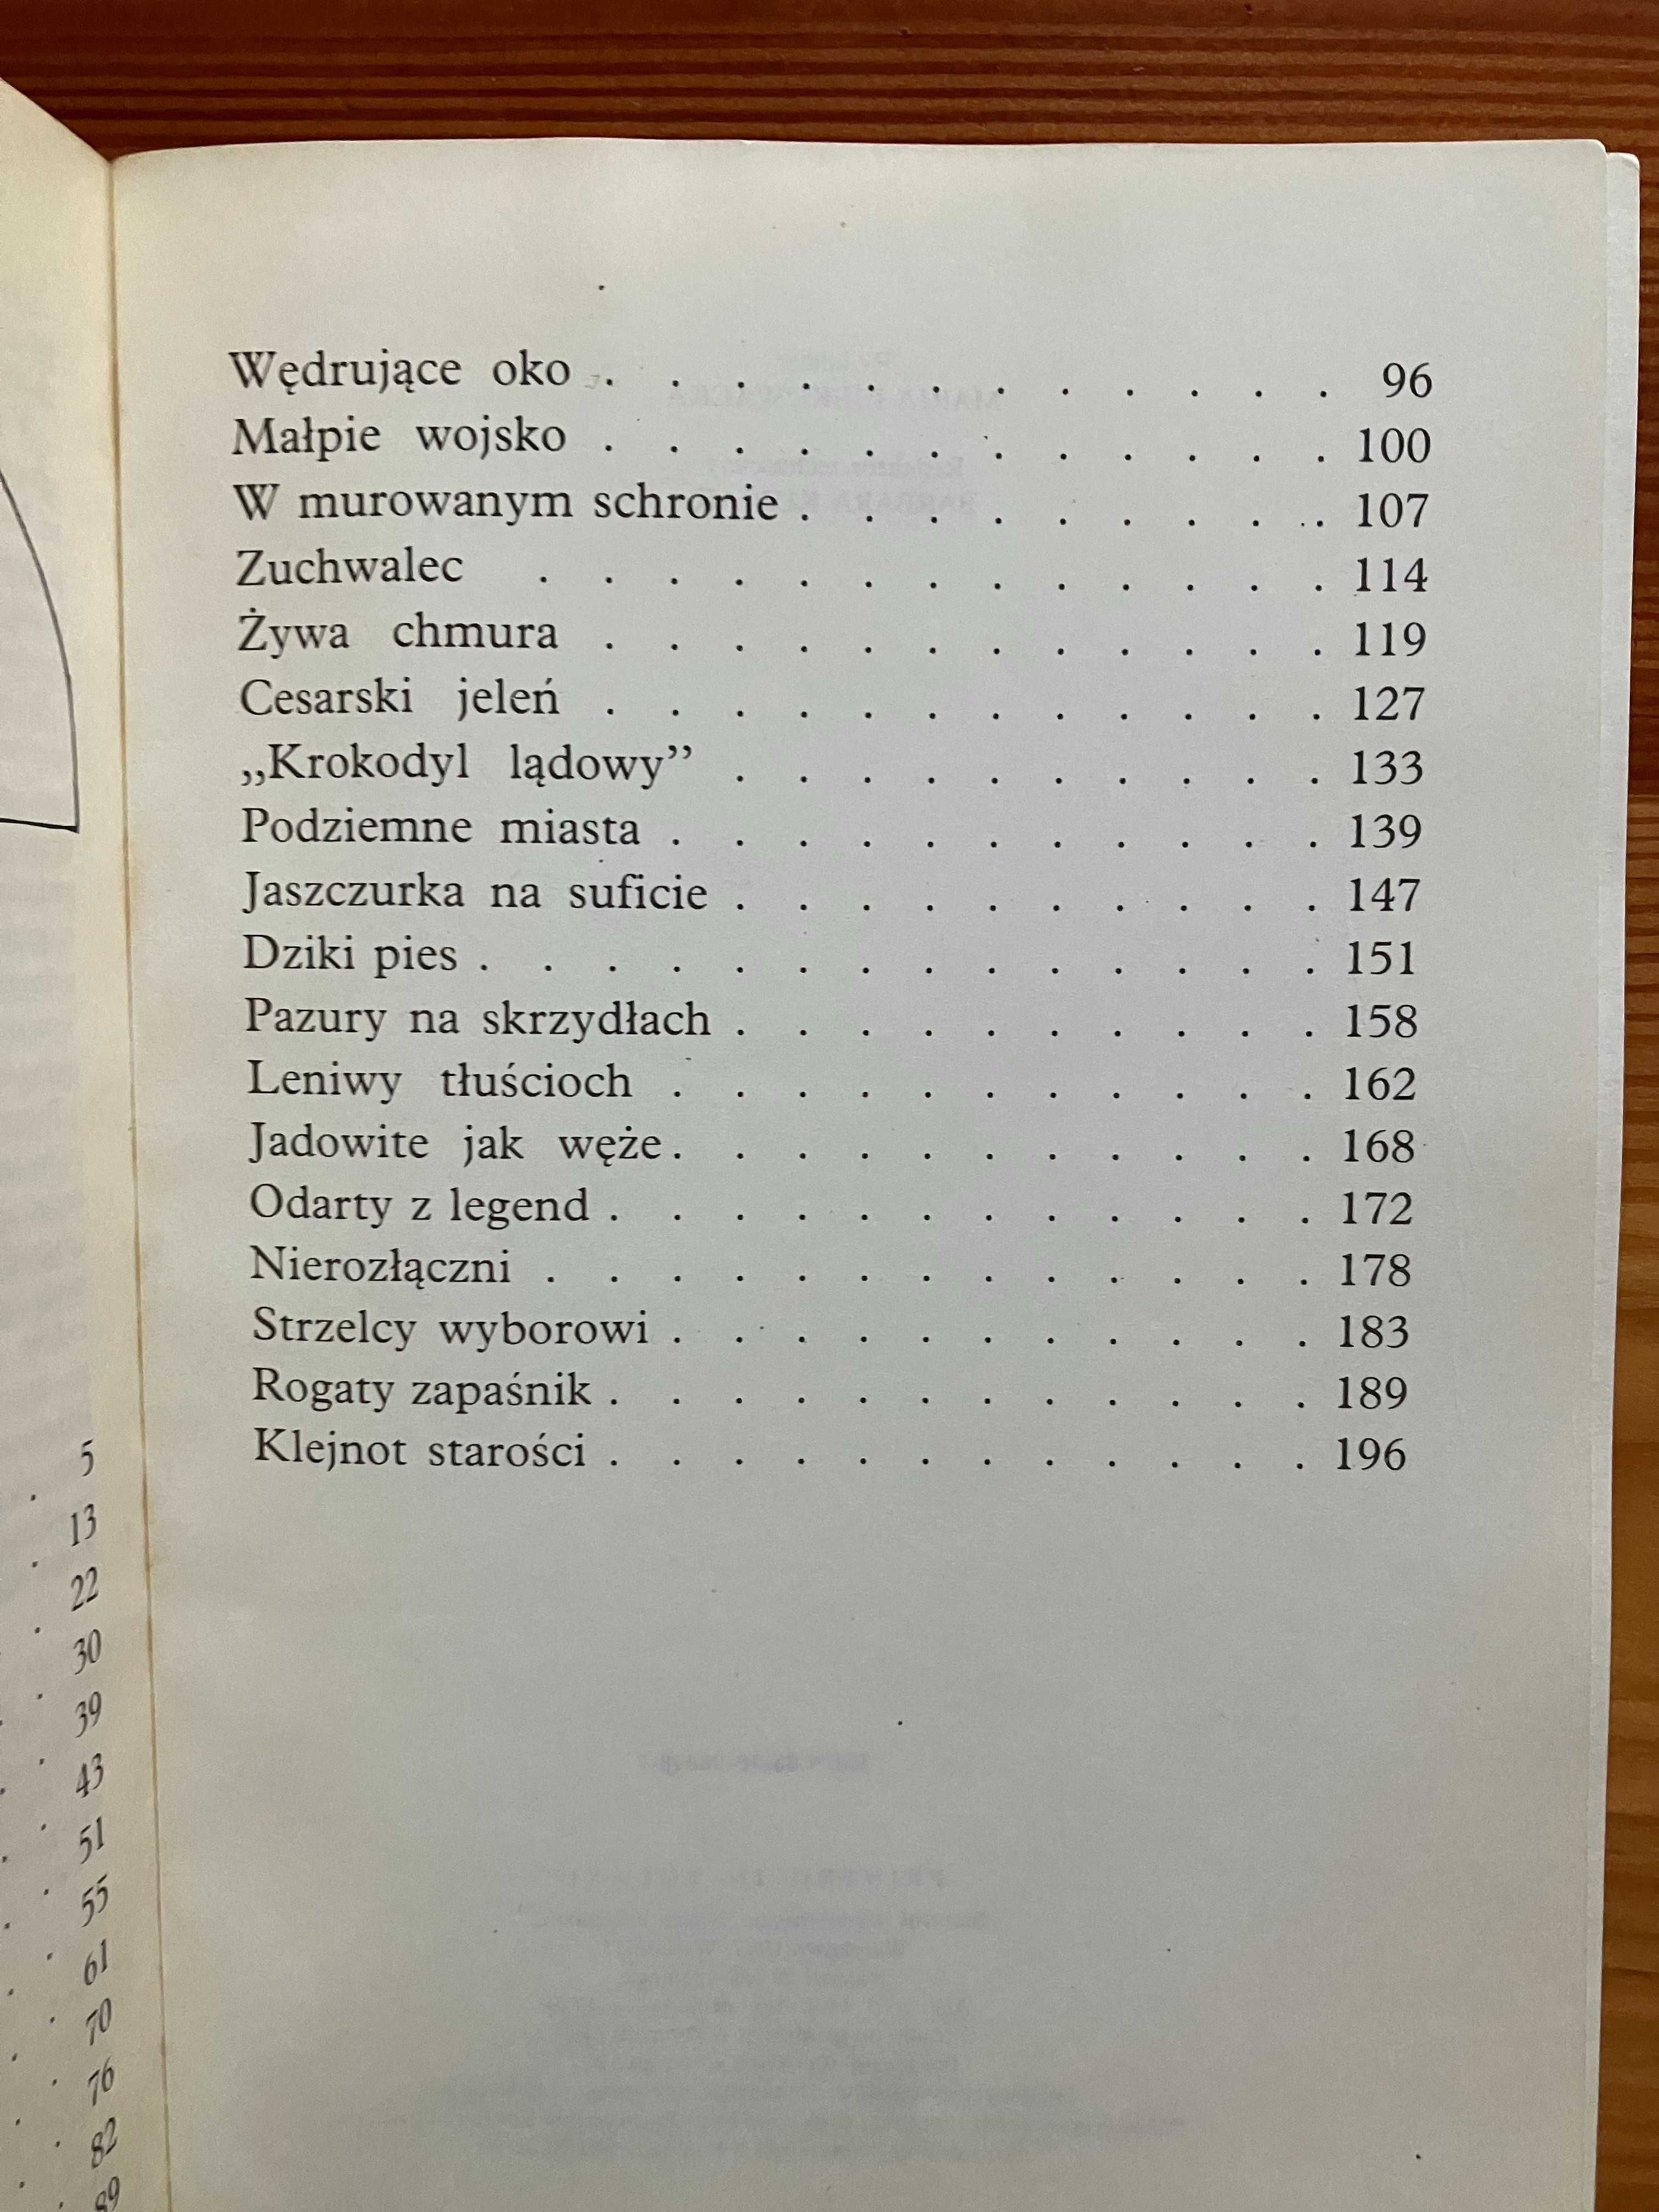 5
13
22
30
39
43
51
55
61
70
76
82
89
Wędrujące oko . . . . . . . . . . . . 96
Małpie wojsko . . . . . . . . . . . . 100
W murowanym schronie . . . . . . . . . . 107
Zuchwalec . . . . . . . . . . . . . 114
Żywa chmura . . . . . . . . . . . . 119
Cesarski jeleń . . . . . . . . . . . . 127
„Krokodyl lądowy” . . . . . . . . . . 133
Podziemne miasta . . . . . . . . . . . 139
Jaszczurka na suficie . . . . . . . . . . 147
Dziki pies . . . . . . . . . . . . . . 151
Pazury na skrzydłach . . . . . . . . . . 158
Leniwy tłuścioch . . . . . . . . . . . 162
Jadowite jak węże . . . . . . . . . . . 168
Odarty z legend . . . . . . . . . . . . 172
Nierozłączni . . . . . . . . . . . . . 178
Strzelcy wyborowi . . . . . . . . . . . 183
Rogaty zapaśnik . . . . . . . . . . . . 189
Klejnot starości . . . . . . . . . . . . 196